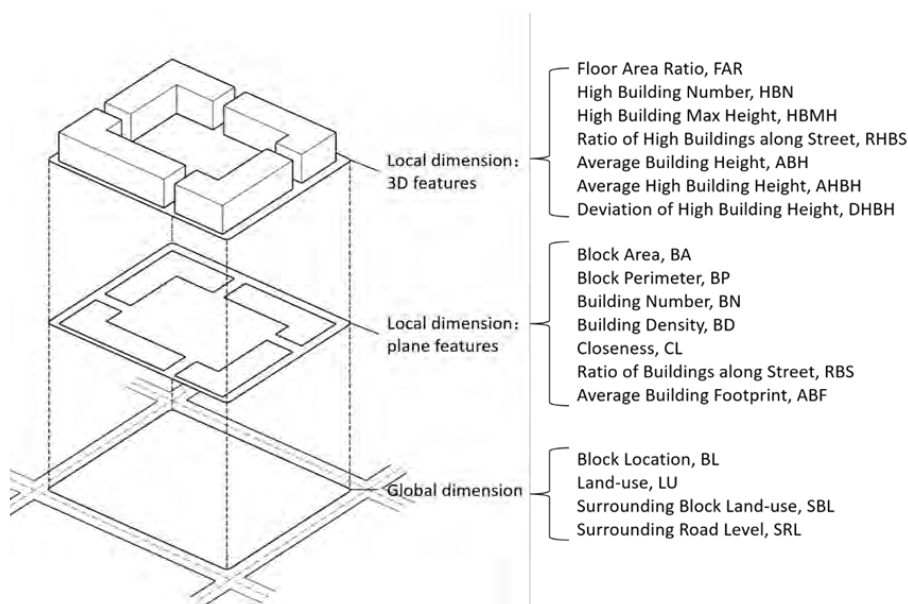 Local dimension:
3D features
Floor Area Ratio, FAR
High Building Number, HBN
High Building Max Height, HBMH
Ratio of High Buildings along Street, RHBS
Average Building Height, ABH
Average High Building Height, AHBH
Deviation of High Building Height, DHBH
Local dimension:
plane features
Block Area, BA
Block Perimeter, BP
Building Number, BN
Building Density, BD
Closeness, CL
Ratio of Buildings along Street, RBS
Average Building Footprint, ABF
Global dimension
Block Location, BL
Land-use, LU
Surrounding Block Land-use, SBL
Surrounding Road Level, SRL